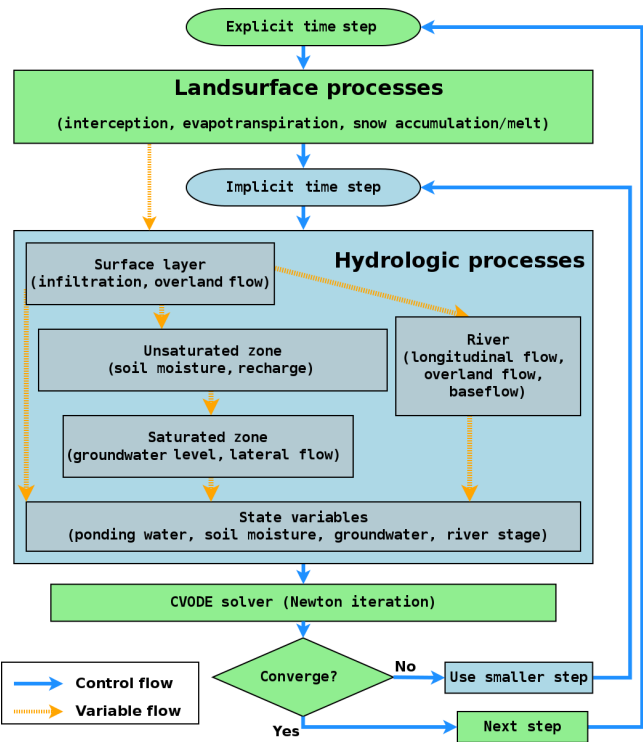 Explicit time step
Landsurface processes
(interception, evapotranspiration, snow accumulation/melt)
Implicit time step
Hydrologic processes
Surface layer
(infiltration, overland flow)
Unsaturated zone
(soil moisture, recharge)
River
(longitudinal flow,
overland flow,
baseflow)
Saturated zone
(groundwater level, lateral flow)
State variables
(ponding water, soil moisture, groundwater, river stage)
CVODE solver (Newton iteration)
Converge?
No
Use smaller step
Yes
Next step
Control flow
Variable flow